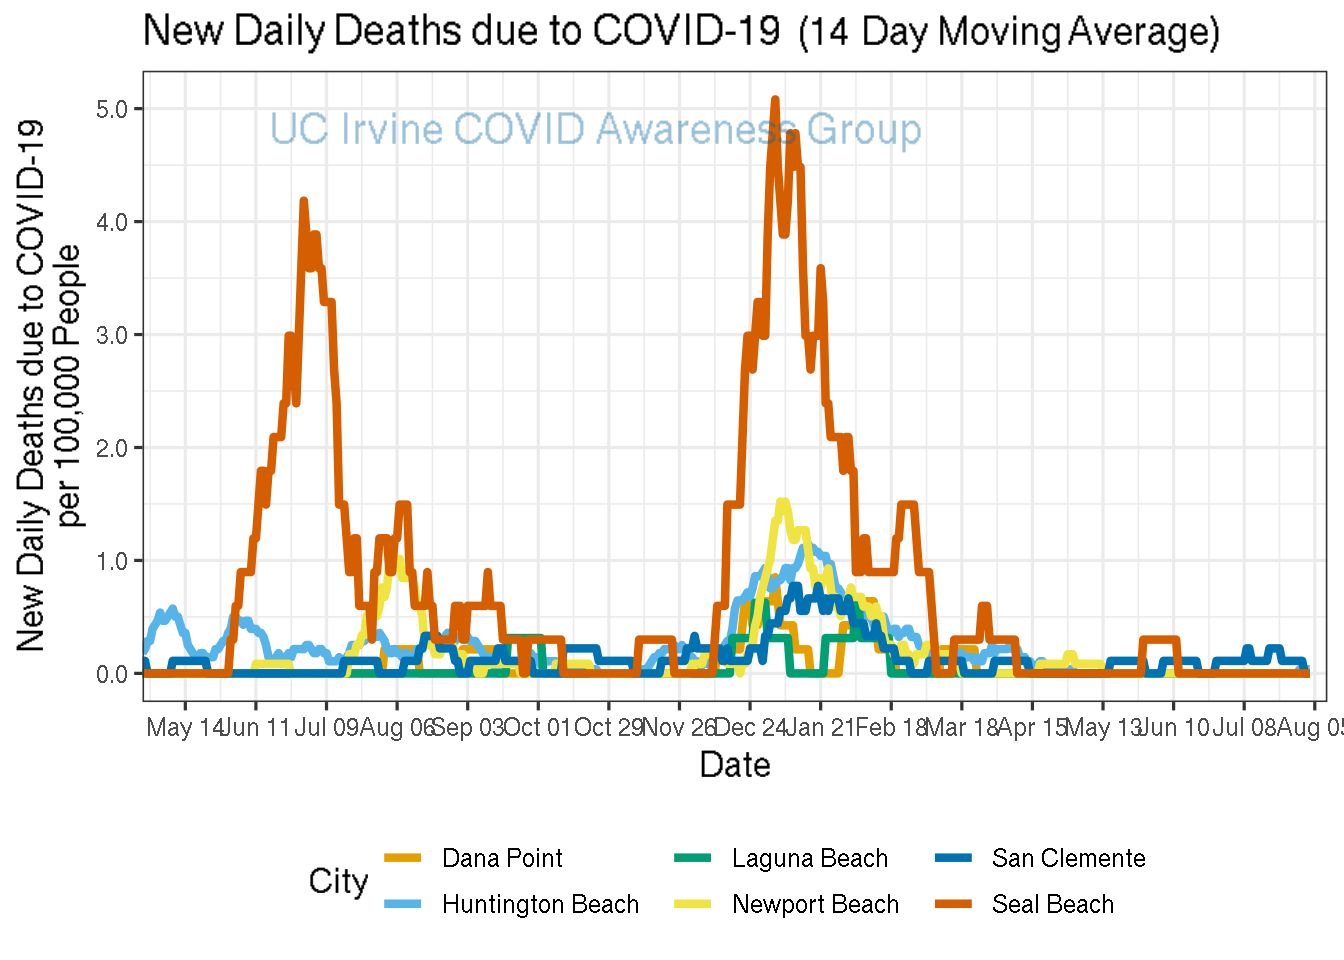 New Daily Deaths due to COVID-19 (14 Day Moving Average)
UC Irvine COVID Awareness Group
New Daily Deaths due to COVID-19
per 100,000 People
5.0
4.0
3.0
2.0
1.0
0.0
May 14 Jun 11 Jul 09 Aug 06 Sep 03 Oct 01 Oct 29 Nov 26 Dec 24 Jan 21 Feb 18 Mar 18 Apr 15 May 13 Jun 10 Jul 08 Aug 05
Date
City
Dana Point Laguna Beach San Clemente
Huntington Beach Newport Beach Seal Beach